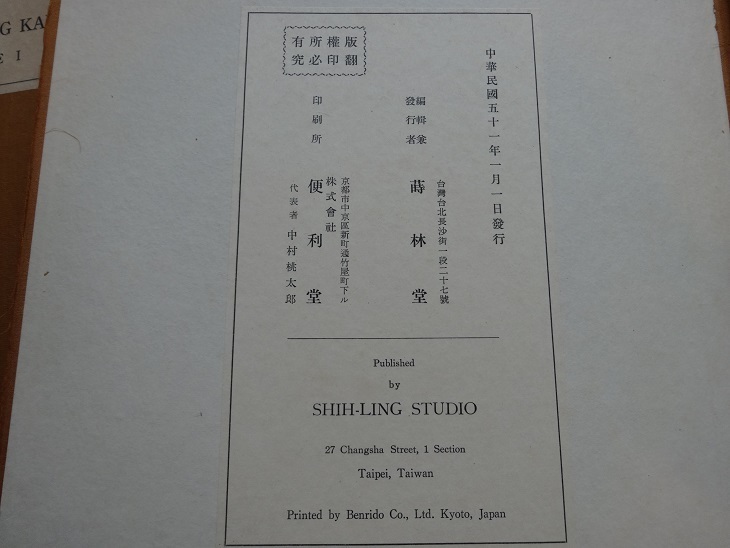 G KA
E I
中華民國五十一年一月一日發行
編輯兼
發行者
台灣台北長沙街一段二十七號
蒔林堂
版權所有
翻印必究
印刷所
京都市中京區新町通竹屋町下ル
株式會社
便利堂
代表者 中村桃太郎
Published
by
SHIH-LING STUDIO
27 Changsha Street, 1 Section
Taipei, Taiwan
Printed by Benrido Co., Ltd. Kyoto, Japan